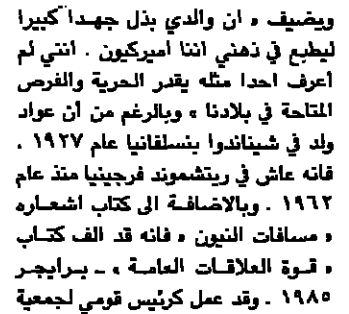 ويضيف « ان والدي بذل جهدا كبيرا
ليطبع في ذهني اننا اميركيون . انني لم
أعرف احدا مثله يقدر الحرية والفرص
المتاحة في بلادنا » وبالرغم من أن عواد
ولد في شيناندوا بنسلفانيا عام ١٩٢٧ .
فانه عاش في ريتشموند فرجينيا منذ عام
١٩٦٢ . وبالاضافة الى كتاب اشعاره
« مسافات النيون » فانه قد الف كتاب
« قوة العلاقات العامة » ـ برايجر
١٩٨٥ . وقد عمل كرئيس قومي لجمعية